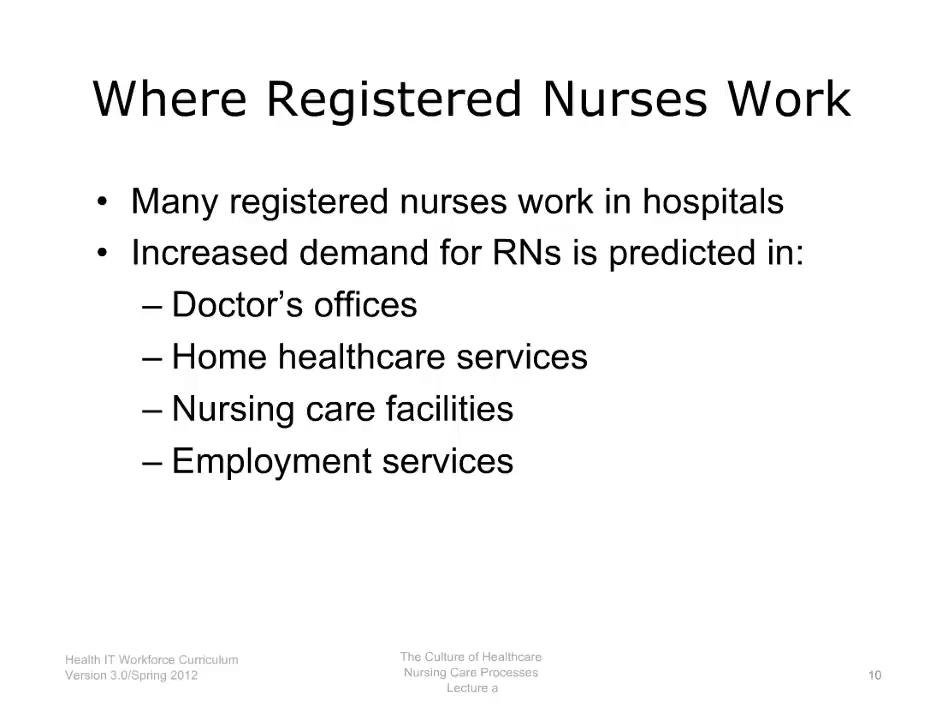 Where Registered Nurses Work
• Many registered nurses work in hospitals
• Increased demand for RNs is predicted in:
– Doctor’s offices
– Home healthcare services
– Nursing care facilities
– Employment services
Health IT Workforce Curriculum
Version 3.0/Spring 2012
The Culture of Healthcare
Nursing Care Processes
Lecture a
10